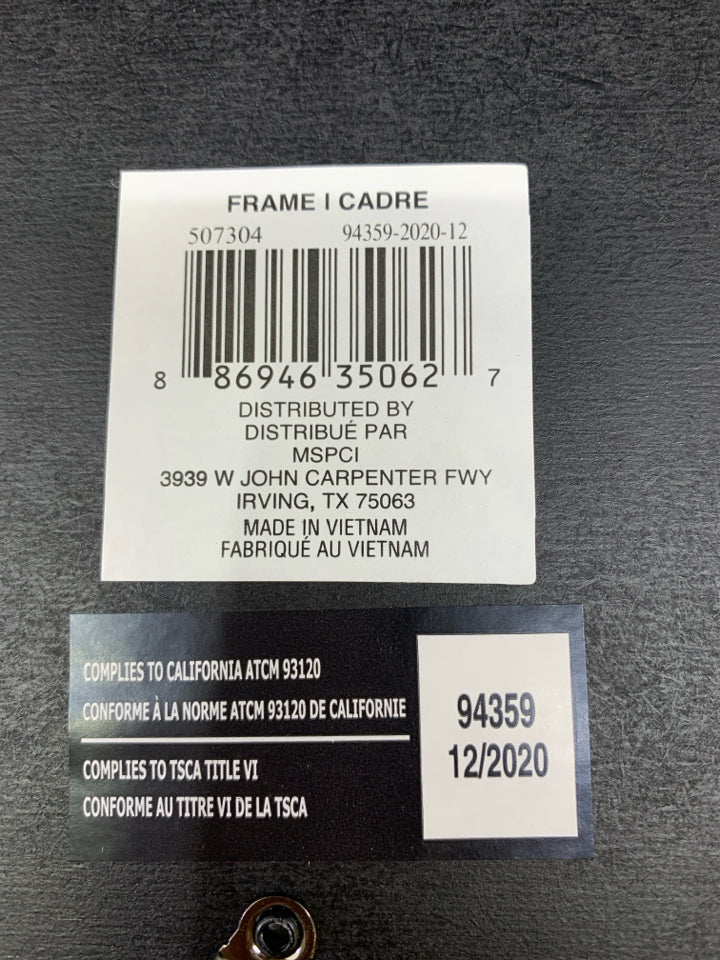 FRAME | CADRE
507304 94359-2020-12
8 86946 35062 7
DISTRIBUTED BY
DISTRIBUÉ PAR
MSPCI
3939 W JOHN CARPENTER FWY
IRVING, TX 75063
MADE IN VIETNAM
FABRIQUÉ AU VIETNAM
COMPLIES TO CALIFORNIA ATCM 93120
CONFORME À LA NORME ATCM 93120 DE CALIFORNIE
COMPLIES TO TSCA TITLE VI
CONFORME AU TITRE VI DE LA TSCA
94359
12/2020